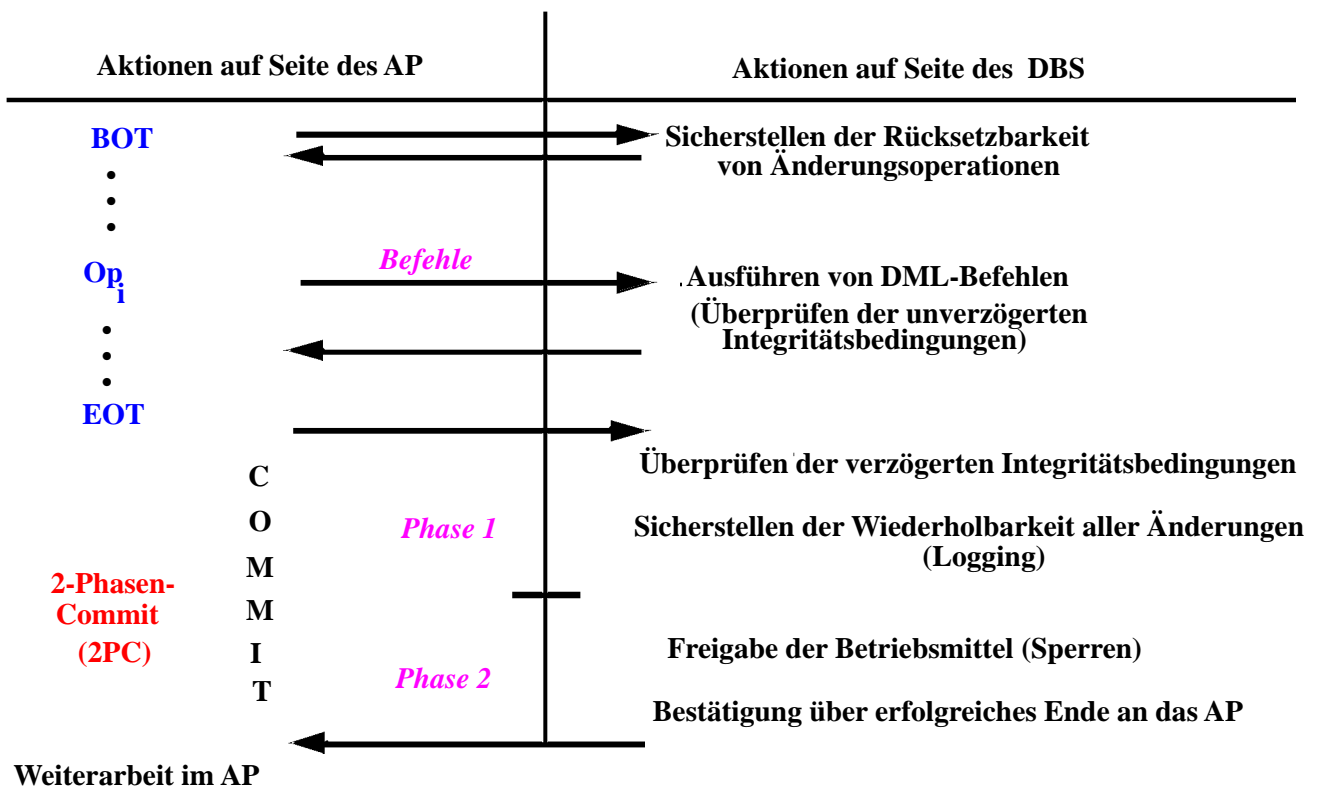 Aktionen auf Seite des AP
Aktionen auf Seite des DBS
BOT
Sicherstellen der Rücksetzbarkeit
von Änderungsoperationen
Befehle
Op i
Ausführen von DML-Befehlen
(Überprüfen der unverzögerten
Integritätsbedingungen)
EOT
Überprüfen der verzögerten Integritätsbedingungen
C
O
M
M
I
T
Phase 1
Sicherstellen der Wiederholbarkeit aller Änderungen
(Logging)
2-Phasen-
Commit
(2PC)
Freigabe der Betriebsmittel (Sperren)
Phase 2
Bestätigung über erfolgreiches Ende an das AP
Weiterarbeit im AP